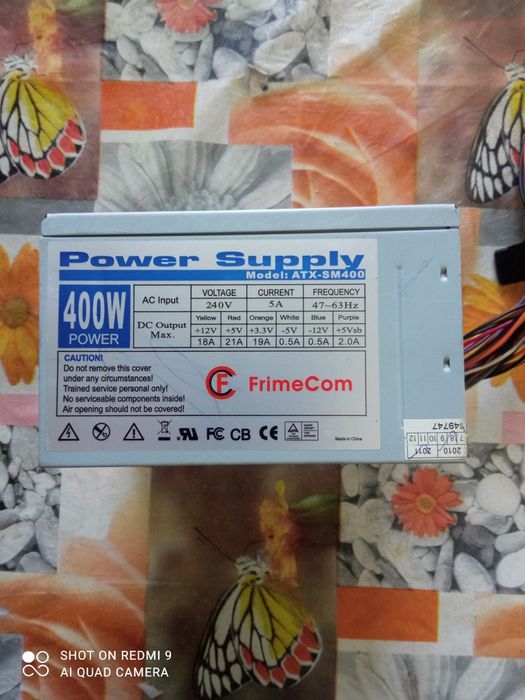 Power Supply
Model: ATX-SM400
400W
POWER
AC Input VOLTAGE CURRENT FREQUENCY
240V 5A 47~63Hz
DC Output Max. Yellow Red Orange White Blue Purple
+12V +5V +3.3V -5V -12V +5Vsb
18A 21A 19A 0.5A 0.5A 2.0A
CAUTION!
Do not remove this cover
under any circumstances!
Trained service personal only!
No serviceable components inside!
Air opening should not be covered!
FrimeCom
FC CB CE
Made in China
549747
7 8 9 10 11 12
2010 2011
SHOT ON REDMI 9
AI QUAD CAMERA